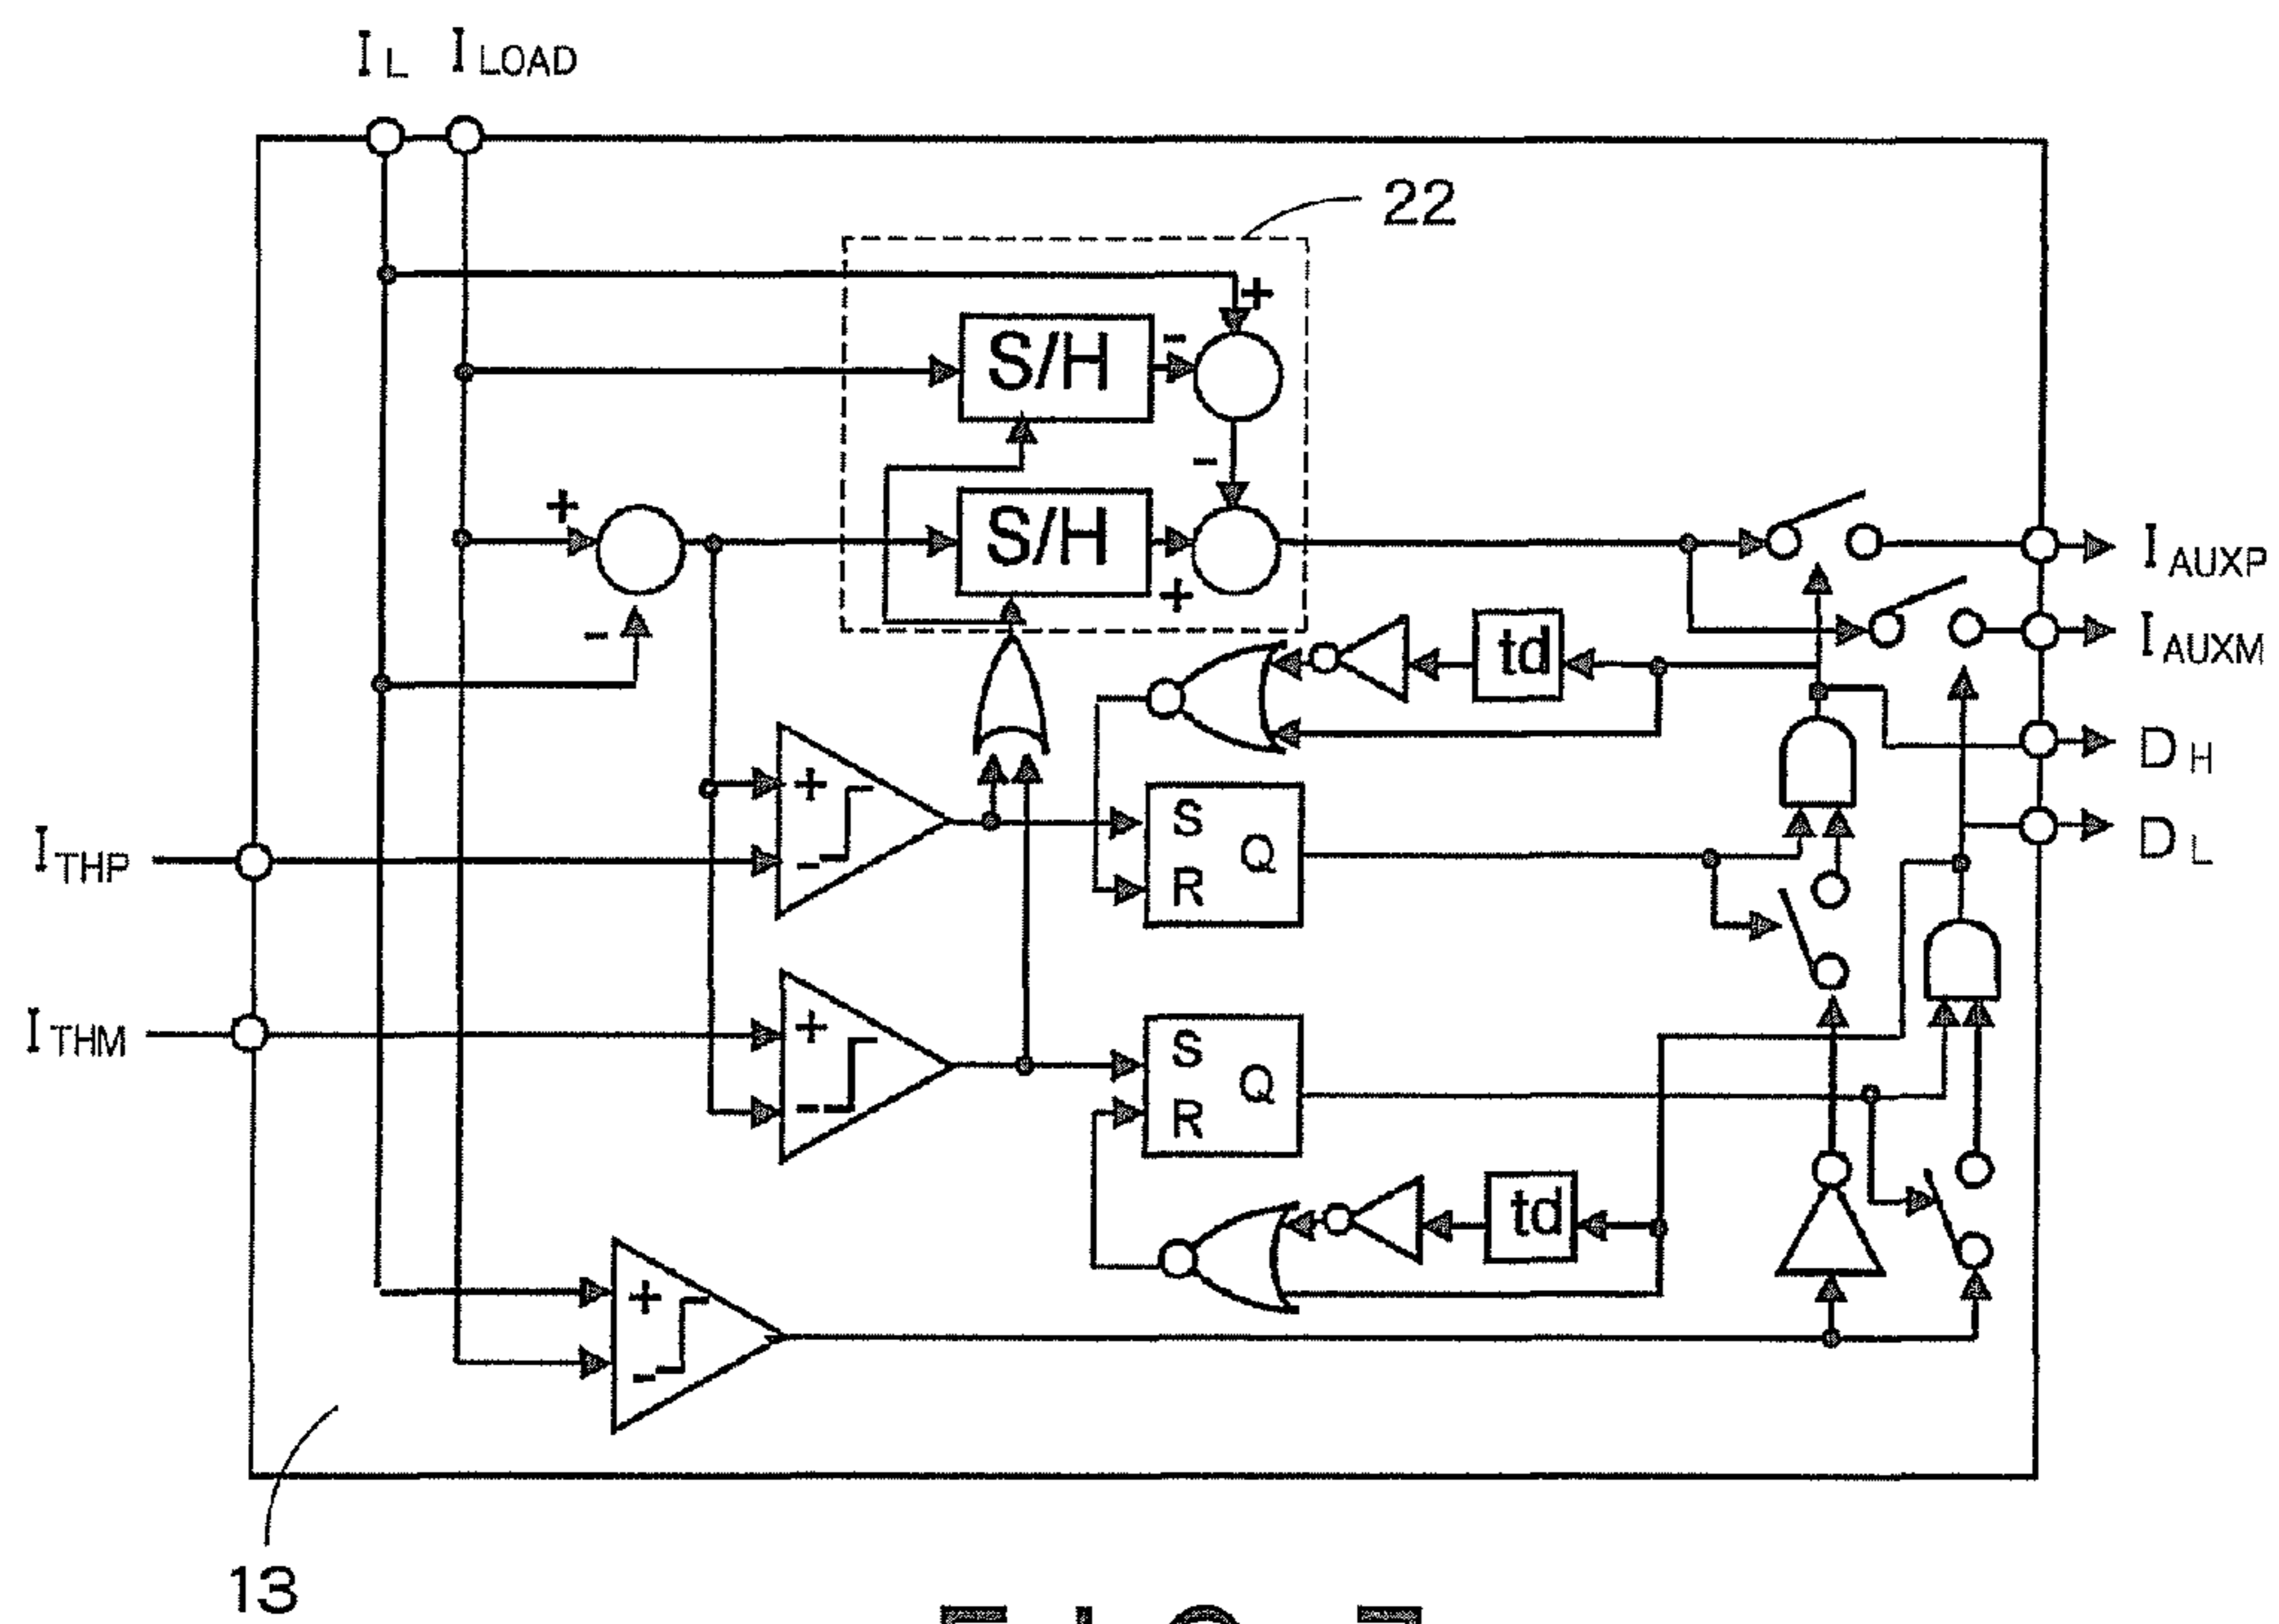 I L I LOAD
22
S/H
S/H
I AUXP
I AUXM
td
D H
D L
+
-
S
R
Q
I THP
I THM
+
-
S
R
Q
td
+
-
13